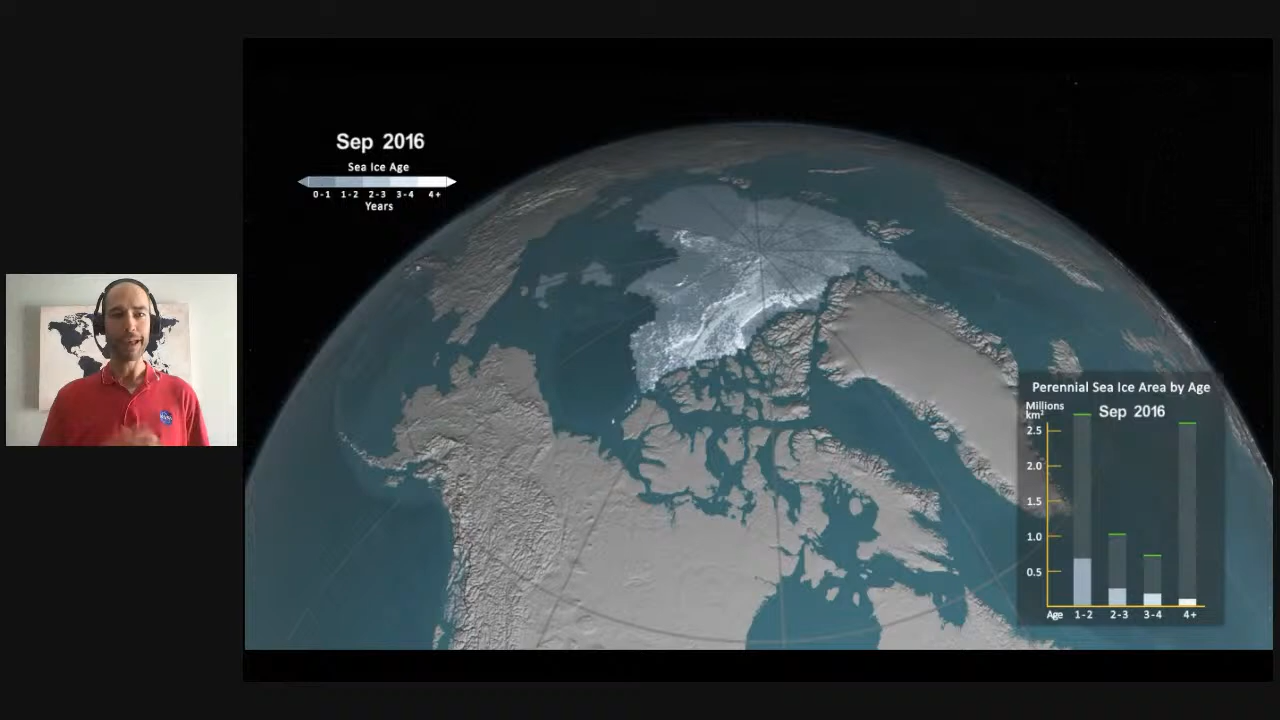 Sep 2016
Sea Ice Age
0-1 1-2 2-3 3-4 4+
Years
Perennial Sea Ice Area by Age
Millions
km²
Sep 2016
2.5
2.0
1.5
1.0
0.5
Age 1-2 2-3 3-4 4+
NASA